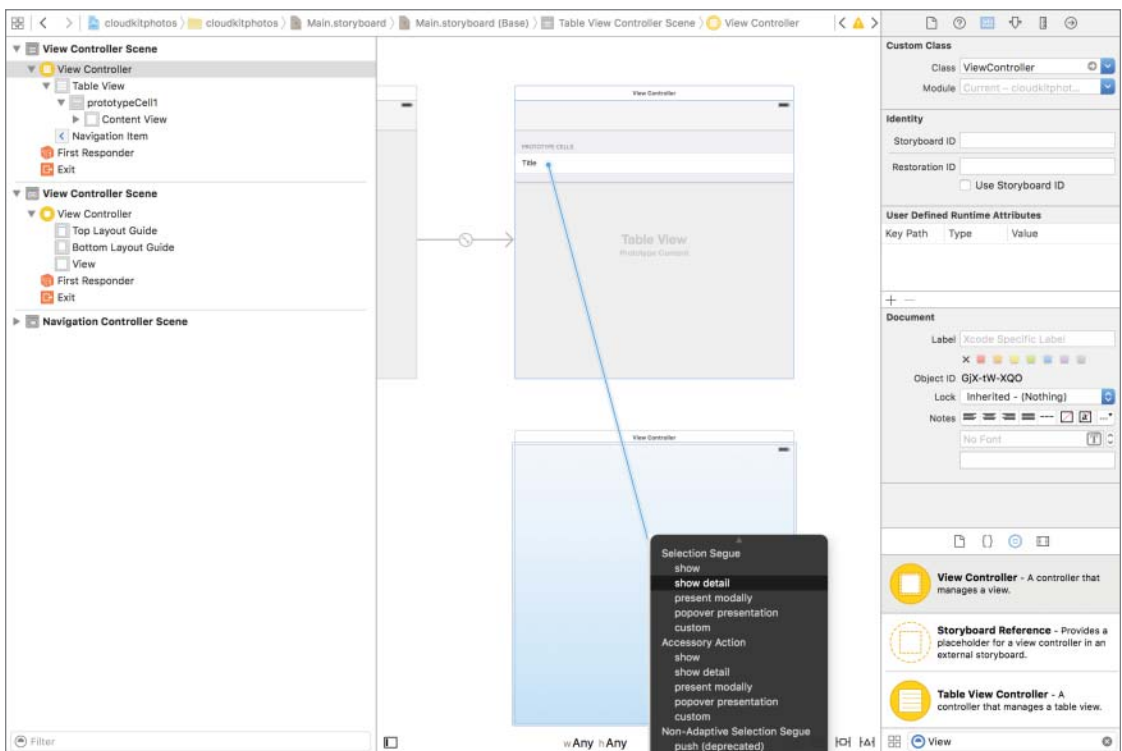 cloudkitphotos
cloudkitphotos
Main.storyboard
Main.storyboard (Base)
Table View Controller Scene
View Controller
View Controller Scene
View Controller
Table View
prototypeCell1
Content View
Navigation Item
First Responder
Exit
View Controller Scene
View Controller
Top Layout Guide
Bottom Layout Guide
View
First Responder
Exit
Navigation Controller Scene
Filter
View Controller
PROTOTYPE CELLS
Title
Table View
Prototype Content
View Controller
Selection Segue
show
show detail
present modally
popover presentation
custom
Accessory Action
show
show detail
present modally
popover presentation
custom
Non-Adaptive Selection Segue
push (deprecated)
wAny hAny
Custom Class
Class ViewController
Module Current – cloudkitphot...
Identity
Storyboard ID
Restoration ID
Use Storyboard ID
User Defined Runtime Attributes
Key Path Type Value
Document
Label Xcode Specific Label
Object ID GjX-tW-XQO
Lock Inherited - (Nothing)
Notes
No Font
View Controller - A controller that
manages a view.
Storyboard Reference - Provides a
placeholder for a view controller in an
external storyboard.
Table View Controller - A
controller that manages a table view.
View